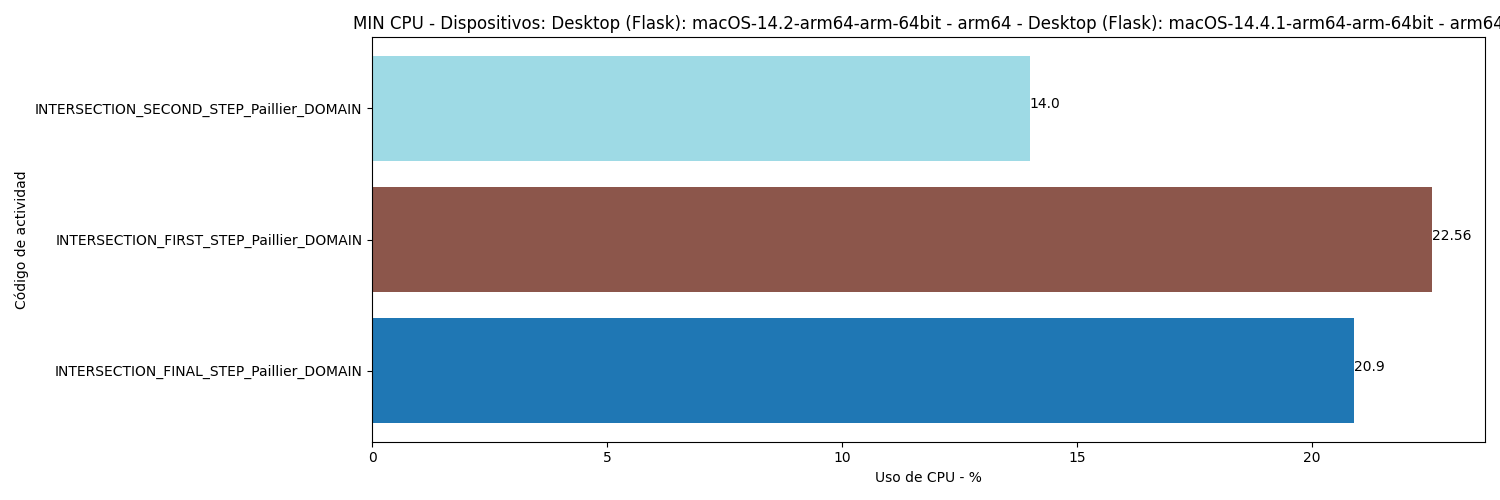 MIN CPU - Dispositivos: Desktop (Flask): macOS-14.2-arm64-arm-64bit - arm64 - Desktop (Flask): macOS-14.4.1-arm64-arm-64bit - arm64
INTERSECTION_SECOND_STEP_Paillier_DOMAIN
14.0
INTERSECTION_FIRST_STEP_Paillier_DOMAIN
22.56
INTERSECTION_FINAL_STEP_Paillier_DOMAIN
20.9
Código de actividad
0 5 10 15 20
Uso de CPU - %